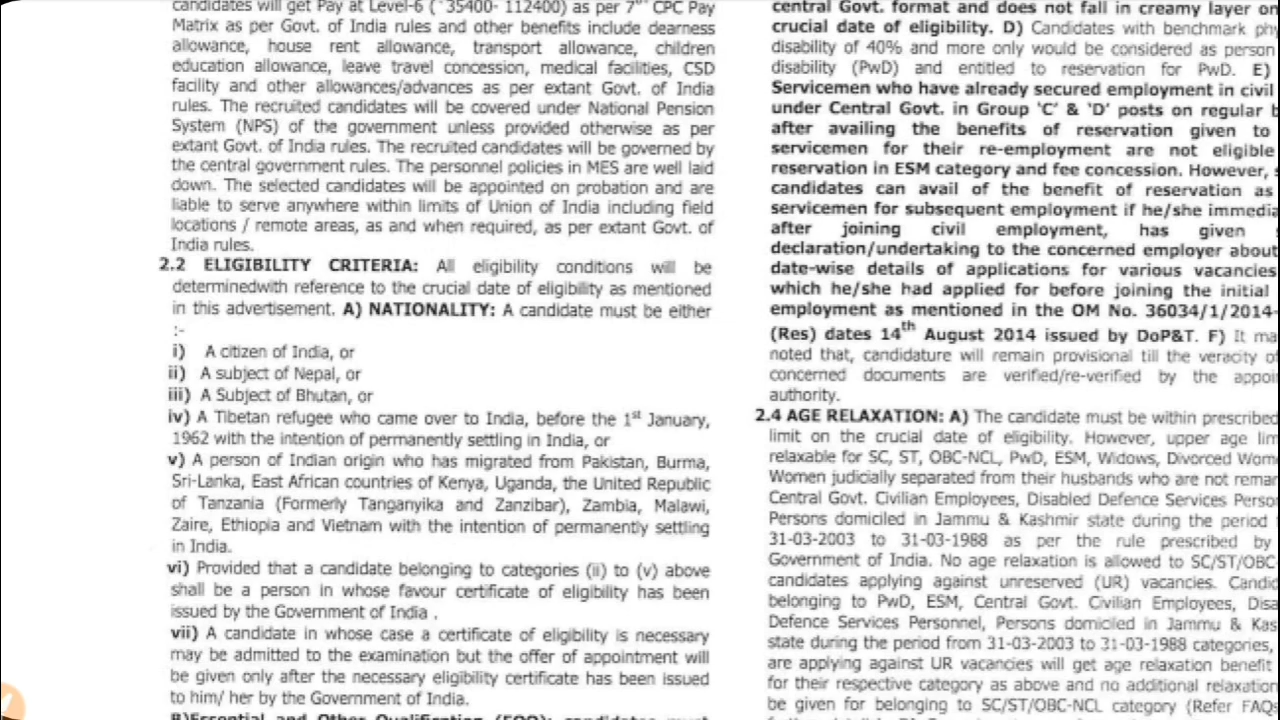 candidates will get Pay at Level-6 (`35400- 112400) as per 7th CPC Pay
Matrix as per Govt. of India rules and other benefits include dearness
allowance, house rent allowance, transport allowance, children
education allowance, leave travel concession, medical facilities, CSD
facility and other allowances/advances as per extant Govt. of India
rules. The recruited candidates will be covered under National Pension
System (NPS) of the government unless provided otherwise as per
extant Govt. of India rules. The recruited candidates will be governed by
the central government rules. The personnel policies in MES are well laid
down. The selected candidates will be appointed on probation and are
liable to serve anywhere within limits of Union of India including field
locations / remote areas, as and when required, as per extant Govt. of
India rules.
2.2 ELIGIBILITY CRITERIA: All eligibility conditions will be
determinedwith reference to the crucial date of eligibility as mentioned
in this advertisement. A) NATIONALITY: A candidate must be either
:-
i) A citizen of India, or
ii) A subject of Nepal, or
iii) A Subject of Bhutan, or
iv) A Tibetan refugee who came over to India, before the 1st January,
1962 with the intention of permanently settling in India, or
v) A person of Indian origin who has migrated from Pakistan, Burma,
Sri-Lanka, East African countries of Kenya, Uganda, the United Republic
of Tanzania (Formerly Tanganyika and Zanzibar), Zambia, Malawi,
Zaire, Ethiopia and Vietnam with the intention of permanently settling
in India.
vi) Provided that a candidate belonging to categories (ii) to (v) above
shall be a person in whose favour certificate of eligibility has been
issued by the Government of India .
vii) A candidate in whose case a certificate of eligibility is necessary
may be admitted to the examination but the offer of appointment will
be given only after the necessary eligibility certificate has been issued
to him/ her by the Government of India.
B)Essential and Other Qualification (EOQ): candidates must
central Govt. format and does not fall in creamy layer on
crucial date of eligibility. D) Candidates with benchmark phy
disability of 40% and more only would be considered as person
disability (PwD) and entitled to reservation for PwD. E)
Servicemen who have already secured employment in civil
under Central Govt. in Group 'C' & 'D' posts on regular b
after availing the benefits of reservation given to
servicemen for their re-employment are not eligible
reservation in ESM category and fee concession. However, s
candidates can avail of the benefit of reservation as
servicemen for subsequent employment if he/she immedia
after joining civil employment, has given s
declaration/undertaking to the concerned employer about
date-wise details of applications for various vacancies
which he/she had applied for before joining the initial
employment as mentioned in the OM No. 36034/1/2014-
(Res) dates 14th August 2014 issued by DoP&T. F) It ma
noted that, candidature will remain provisional till the veracity of
concerned documents are verified/re-verified by the appoi
authority.
2.4 AGE RELAXATION: A) The candidate must be within prescribed
limit on the crucial date of eligibility. However, upper age lim
relaxable for SC, ST, OBC-NCL, PwD, ESM, Widows, Divorced Wom
Women judicially separated from their husbands who are not remar
Central Govt. Civilian Employees, Disabled Defence Services Perso
Persons domiciled in Jammu & Kashmir state during the period
31-03-2003 to 31-03-1988 as per the rule prescribed by
Government of India. No age relaxation is allowed to SC/ST/OBC-
candidates applying against unreserved (UR) vacancies. Candid
belonging to PwD, ESM, Central Govt. Civilian Employees, Disa
Defence Services Personnel, Persons domiciled in Jammu & Kas
state during the period from 31-03-2003 to 31-03-1988 categories,
are applying against UR vacancies will get age relaxation benefit
for their respective category as above and no additional relaxation
be given for belonging to SC/ST/OBC-NCL category (Refer FAQ